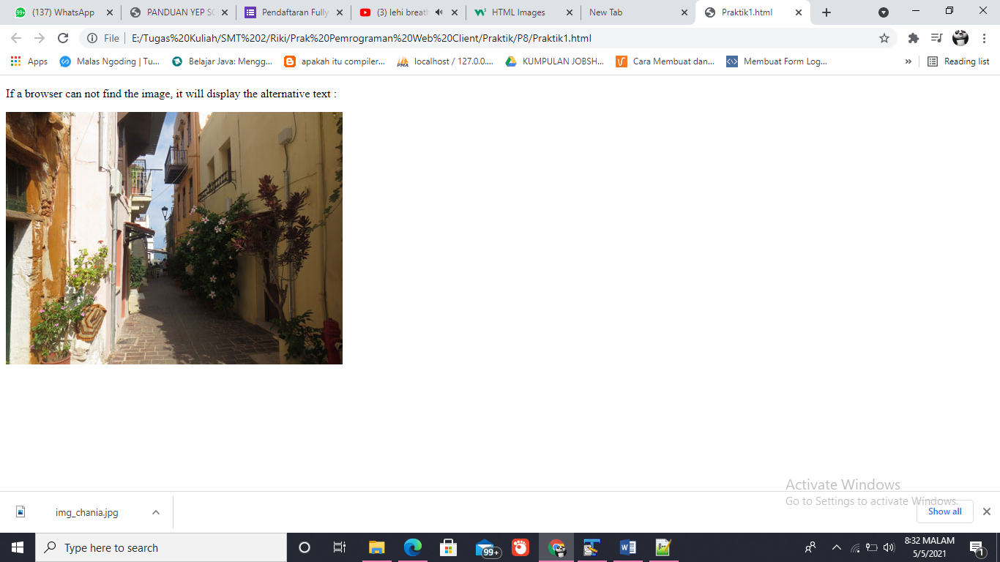 99+
(137) WhatsApp
PANDUAN YEP SC
Pendaftaran Fully
(3) lehi breath
HTML Images
New Tab
Praktik1.html
File
E:/Tugas%20Kuliah/SMT%202/Riki/Prak%20Pemrograman%20Web%20Client/Praktik/P8/Praktik1.html
Apps
Malas Ngoding | Tu...
Belajar Java: Mengg...
apakah itu compiler...
PMA
localhost / 127.0.0....
KUMPULAN JOBSH...
Cara Membuat dan...
Membuat Form Log...
»
Reading list
If a browser can not find the image, it will display the alternative text :
Activate Windows
Go to Settings to activate Windows.
img_chania.jpg
Show all
Type here to search
99+
8:32 MALAM
5/5/2021
1